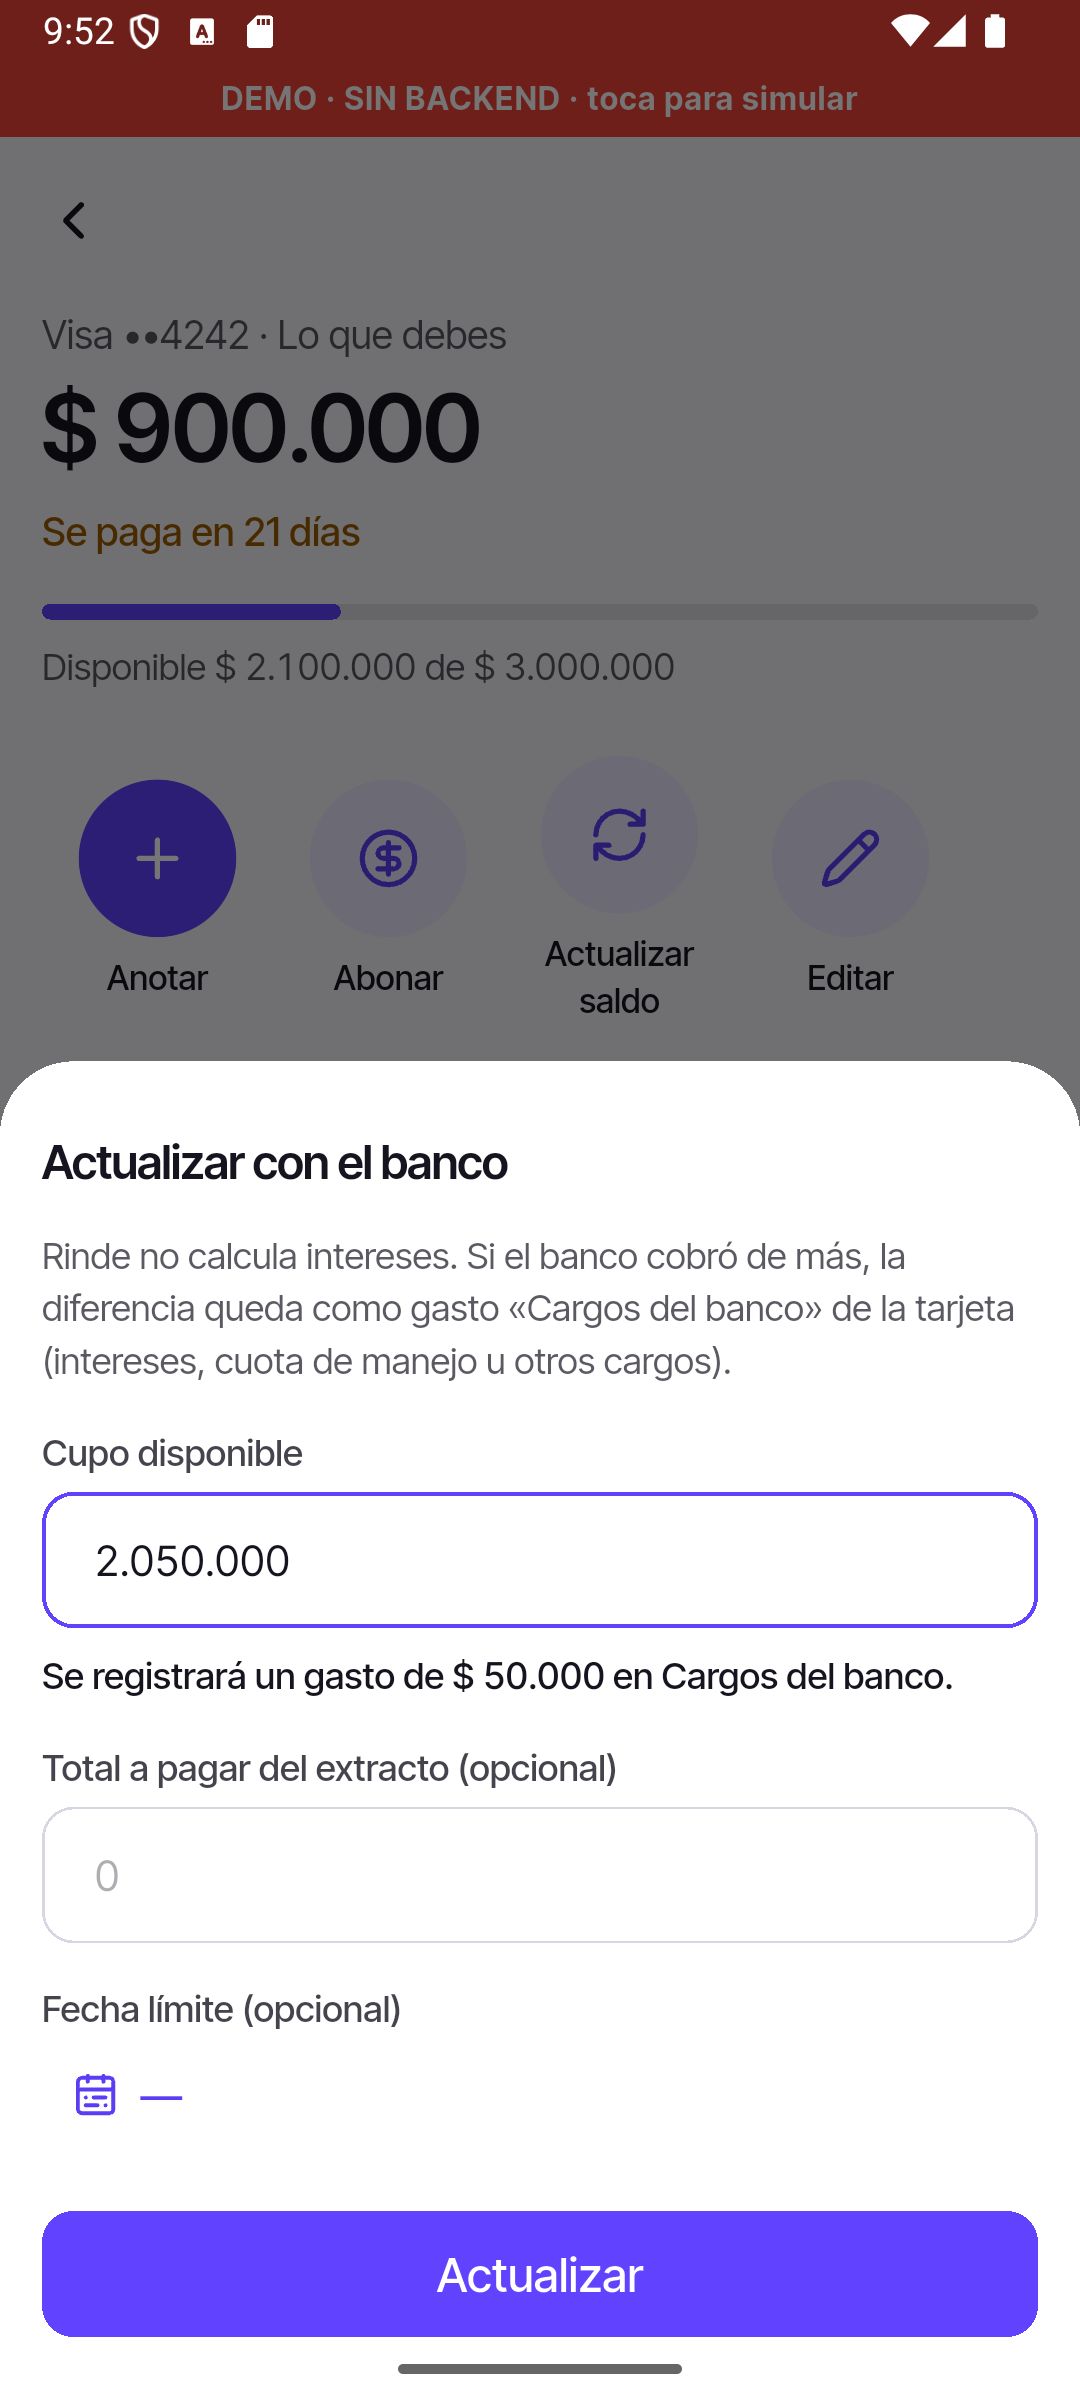 9:52
DEMO · SIN BACKEND · toca para simular
Visa ••4242 · Lo que debes
$ 900.000
Se paga en 21 días
Disponible $ 2.100.000 de $ 3.000.000
Anotar
Abonar
Actualizar
saldo
Editar
Actualizar con el banco
Rinde no calcula intereses. Si el banco cobró de más, la
diferencia queda como gasto «Cargos del banco» de la tarjeta
(intereses, cuota de manejo u otros cargos).
Cupo disponible
2.050.000
Se registrará un gasto de $ 50.000 en Cargos del banco.
Total a pagar del extracto (opcional)
0
Fecha límite (opcional)
—
Actualizar